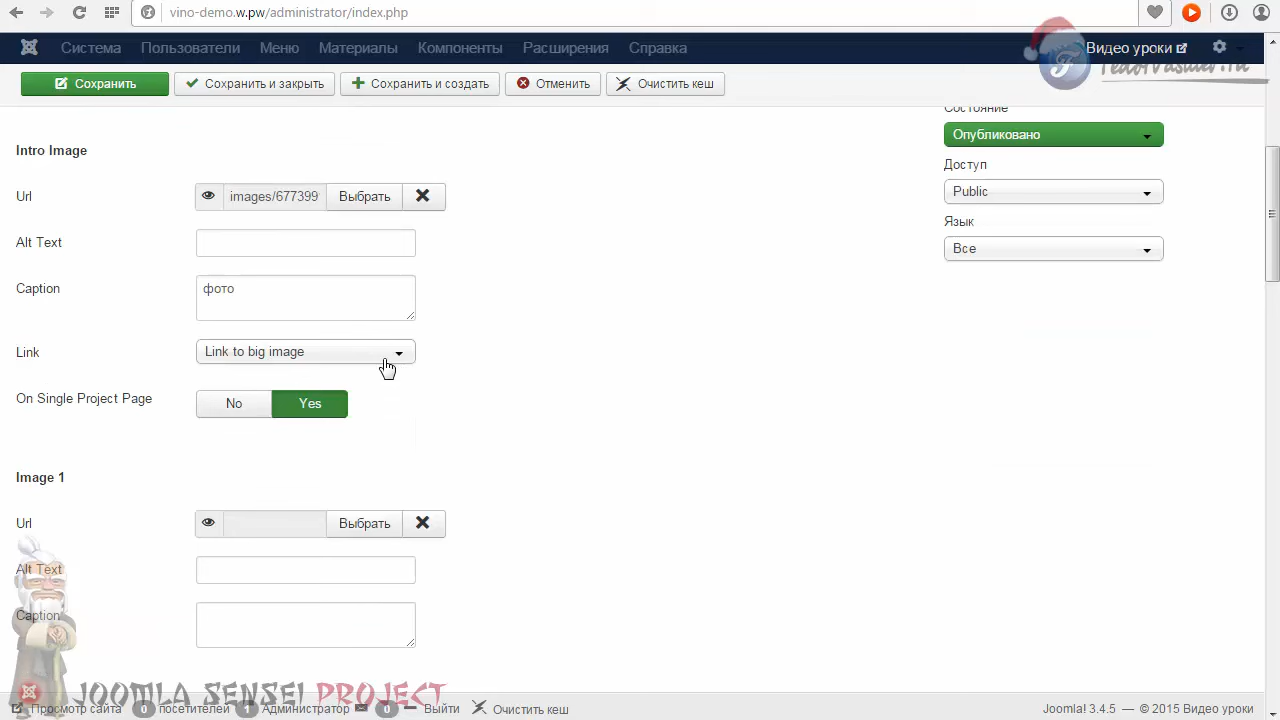 vino-demo.w.pw/administrator/index.php
Система Пользователи Меню Материалы Компоненты Расширения Справка Видео уроки
Сохранить Сохранить и закрыть Сохранить и создать Отменить Очистить кеш
Состояние
Опубликовано
Доступ
Public
Язык
Все
Intro Image
Url images/677399 Выбрать
Alt Text
Caption фото
Link Link to big image
On Single Project Page No Yes
Image 1
Url Выбрать
Alt Text
Caption
JOOMLA SENSEI PROJECT
Просмотр сайта 0 посетителей 1 Администратор 0 Выйти Очистить кеш Joomla! 3.4.5 — © 2015 Видео уроки